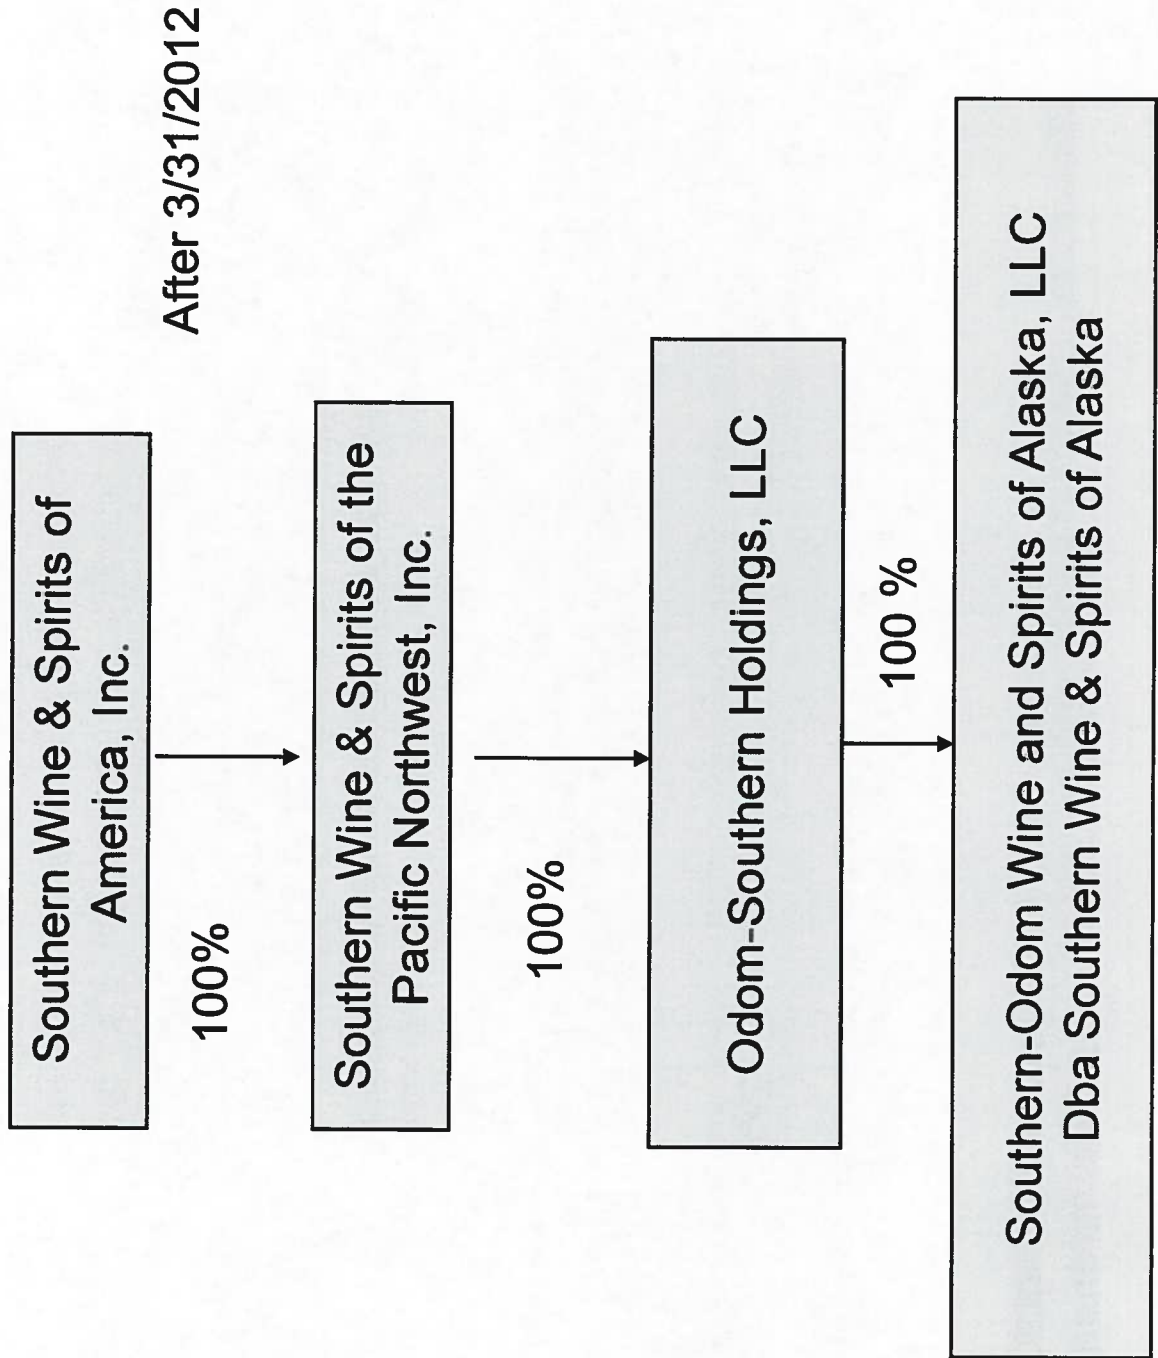 After 3/31/2012
Southern Wine & Spirits of
America, Inc.
100%
Southern Wine & Spirits of the
Pacific Northwest, Inc.
100%
Odom-Southern Holdings, LLC
100 %
Southern-Odom Wine and Spirits of Alaska, LLC
Dba Southern Wine & Spirits of Alaska